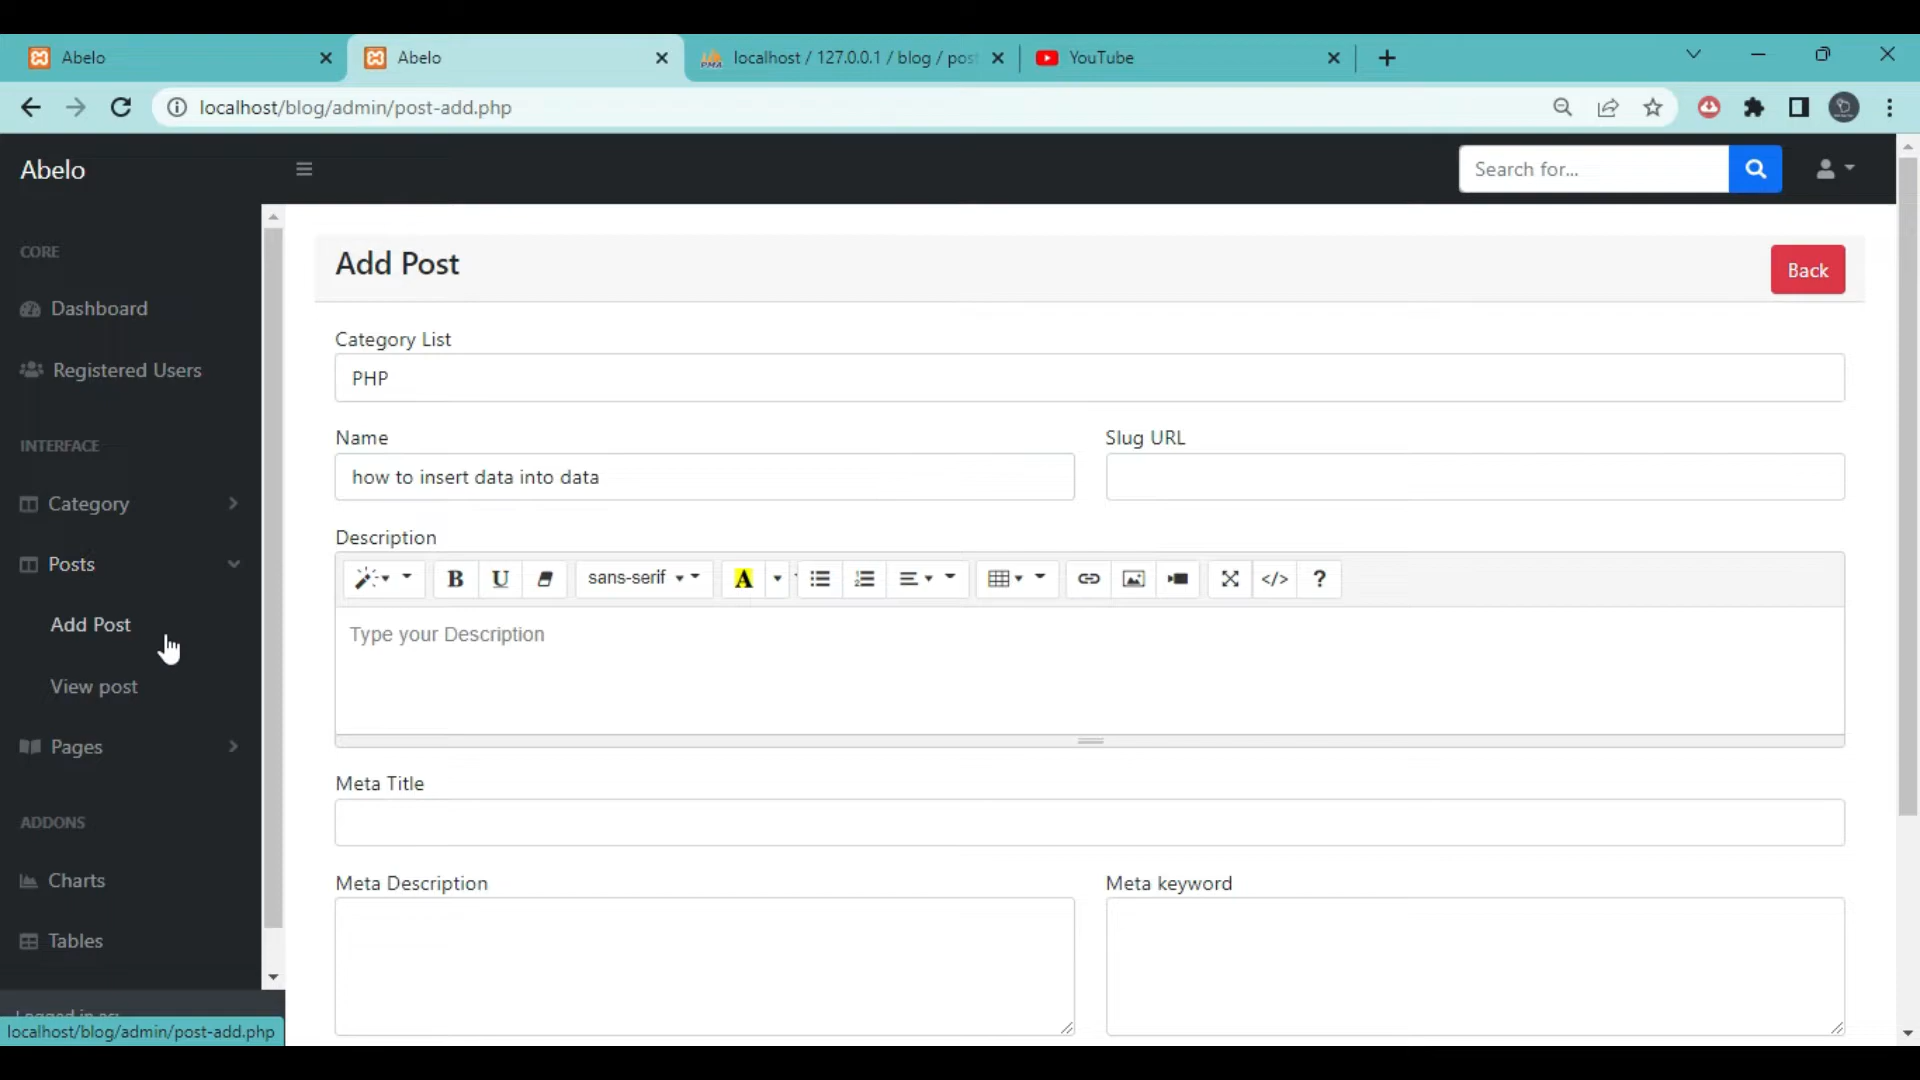 Abelo
Abelo
localhost / 127.0.0.1 / blog / pos
YouTube
localhost/blog/admin/post-add.php
Abelo
Search for...
CORE
Dashboard
Registered Users
INTERFACE
Category
Posts
Add Post
View post
Pages
ADDONS
Charts
Tables
Logged in as:
localhost/blog/admin/post-add.php
Add Post
Back
Category List
PHP
Name
Slug URL
how to insert data into data
Description
B U sans-serif A </> ?
Type your Description
Meta Title
Meta Description
Meta keyword